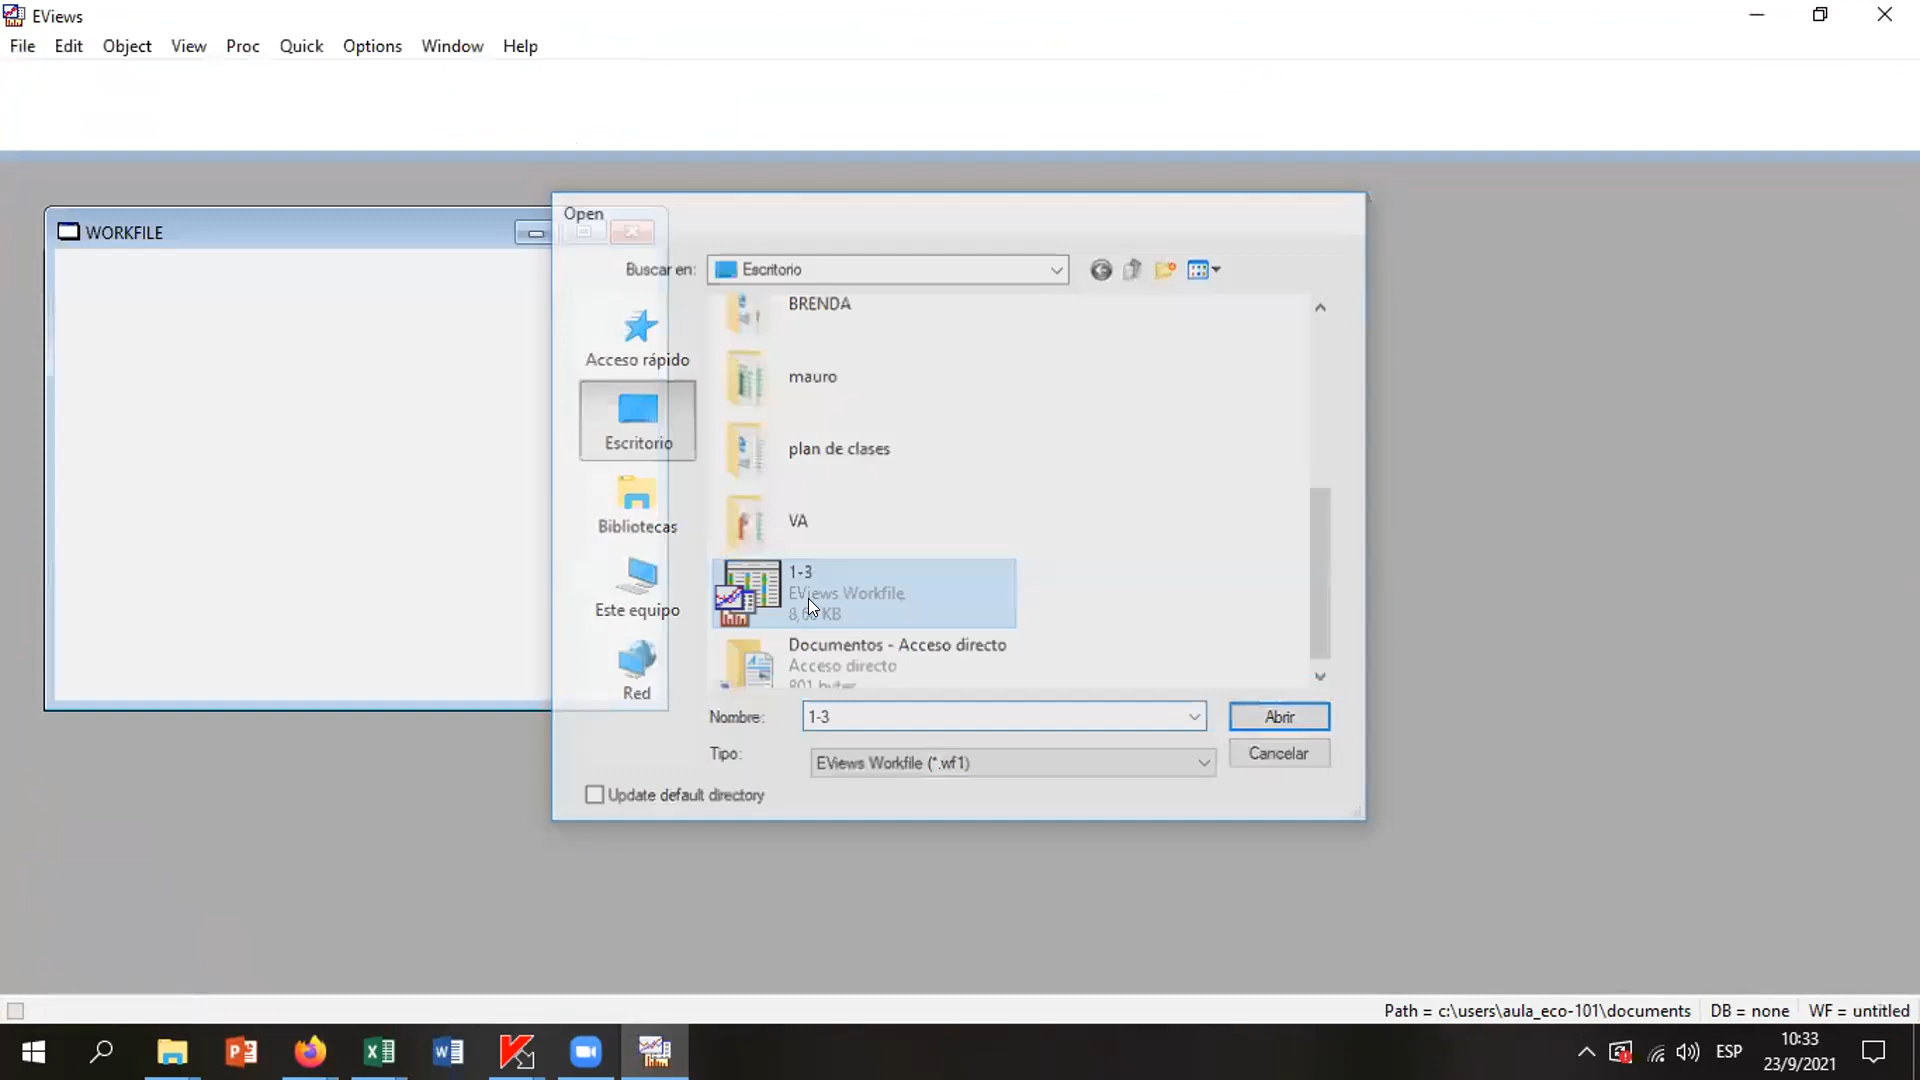 EViews
File Edit Object View Proc Quick Options Window Help
WORKFILE
Open
Buscar en: Escritorio
BRENDA
Acceso rápido
mauro
Escritorio
plan de clases
Bibliotecas
VA
1-3
EViews Workfile
KB
Este equipo
Documentos - Acceso directo
Acceso directo
801 bytes
Red
Nombre: 1-3 Abrir
Tipo: EViews Workfile (*.wf1) Cancelar
Update default directory
Path = c:\users\aula_eco-101\documents DB = none WF = untitled
ESP
10:33
23/9/2021